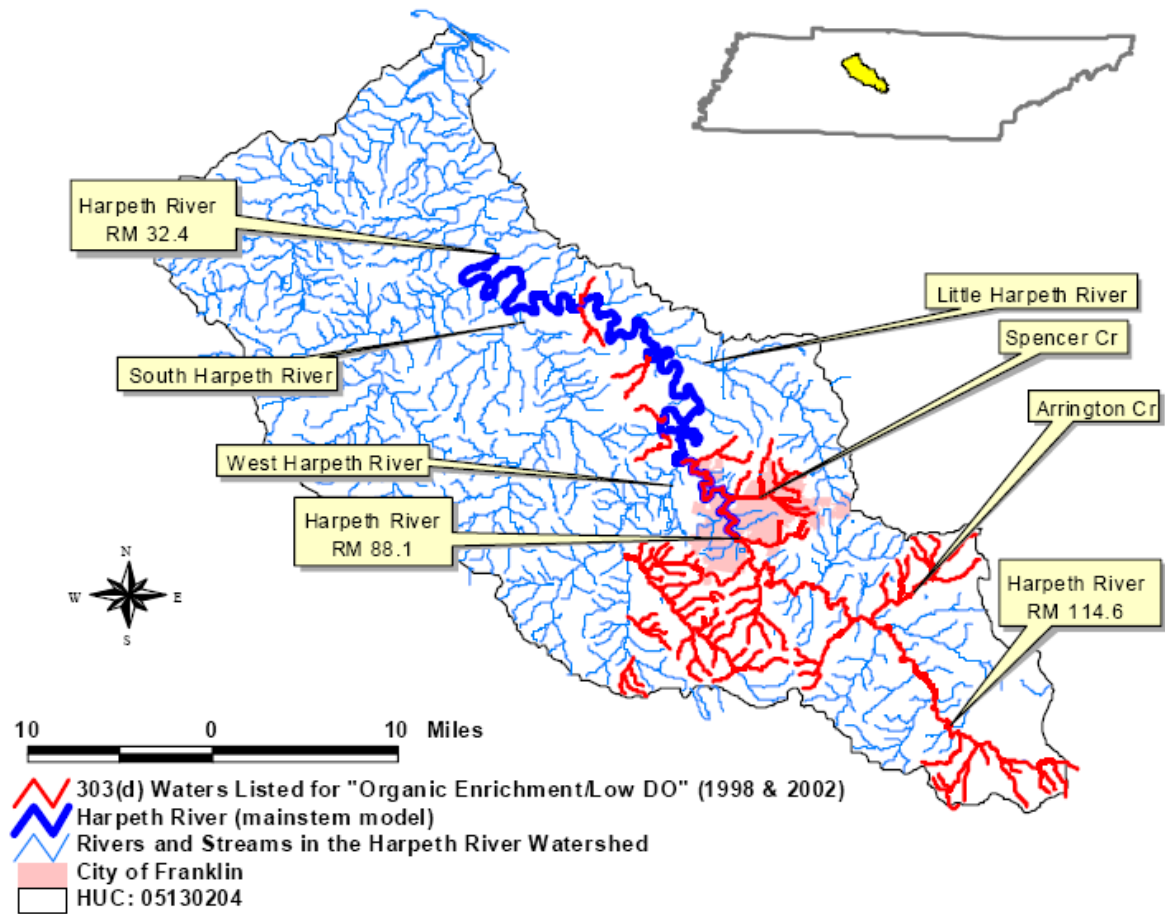 Harpeth River
RM 32.4
Little Harpeth River
Spencer Cr
South Harpeth River
Arrington Cr
West Harpeth River
Harpeth River
RM 88.1
Harpeth River
RM 114.6
N
W E
S
10 0 10 Miles
303(d) Waters Listed for "Organic Enrichment/Low DO" (1998 & 2002)
Harpeth River (mainstem model)
Rivers and Streams in the Harpeth River Watershed
City of Franklin
HUC: 05130204